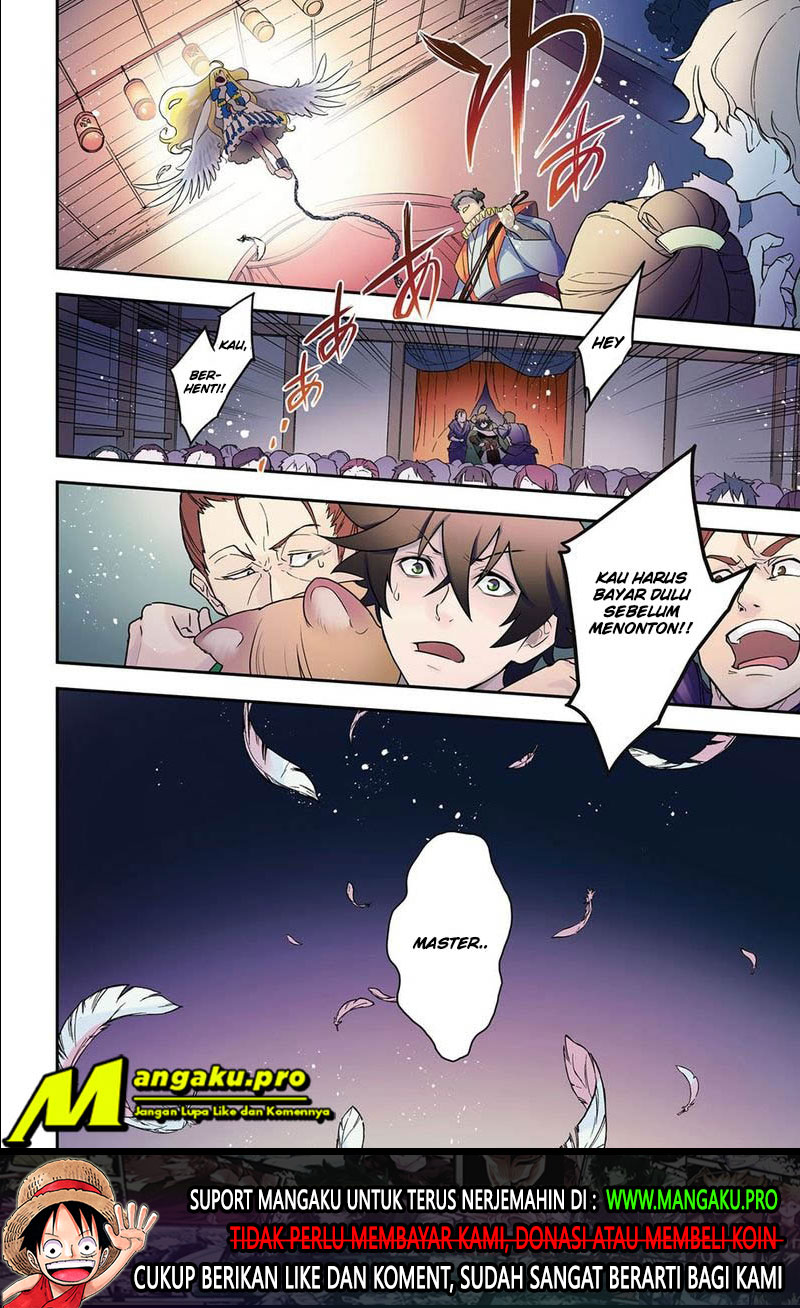 わあああああ
HEY
KAU,
BER-
HENTI!
KAU HARUS
BAYAR DULU
SEBELUM
MENONTON!!
MASTER..
Mangaku.pro
Jangan Lupa Like dan Komennya
SUPORT MANGAKU UNTUK TERUS NERJEMAHIN DI : WWW.MANGAKU.PRO
TIDAK PERLU MEMBAYAR KAMI, DONASI ATAU MEMBELI KOIN
CUKUP BERIKAN LIKE DAN KOMENT, SUDAH SANGAT BERARTI BAGI KAMI